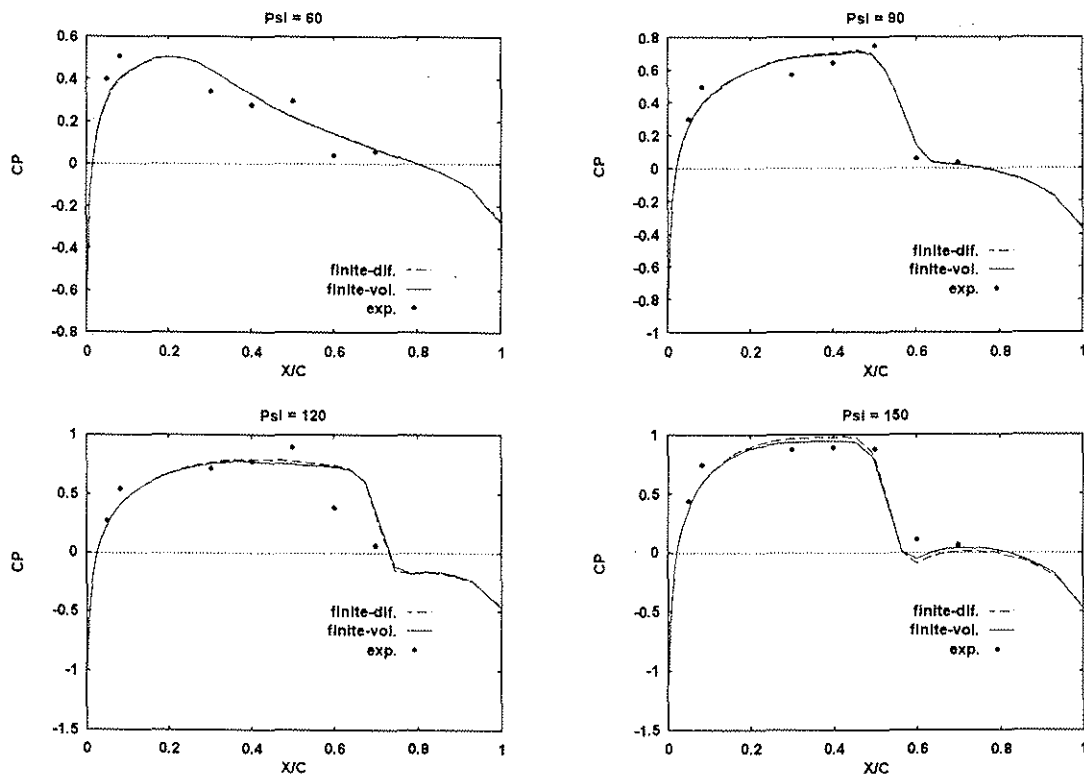 Psi = 60
0.6
0.4
0.2
0
-0.2
-0.4
-0.6
-0.8
CP
finite-dif.
finite-vol.
exp.
0 0.2 0.4 0.6 0.8 1
X/C
Psi = 90
0.8
0.6
0.4
0.2
0
-0.2
-0.4
-0.6
-0.8
-1
CP
finite-dif.
finite-vol.
exp.
0 0.2 0.4 0.6 0.8 1
X/C
Psi = 120
1
0.5
0
-0.5
-1
-1.5
CP
finite-dif.
finite-vol.
exp.
0 0.2 0.4 0.6 0.8 1
X/C
Psi = 150
1
0.5
0
-0.5
-1
-1.5
CP
finite-dif.
finite-vol.
exp.
0 0.2 0.4 0.6 0.8 1
X/C